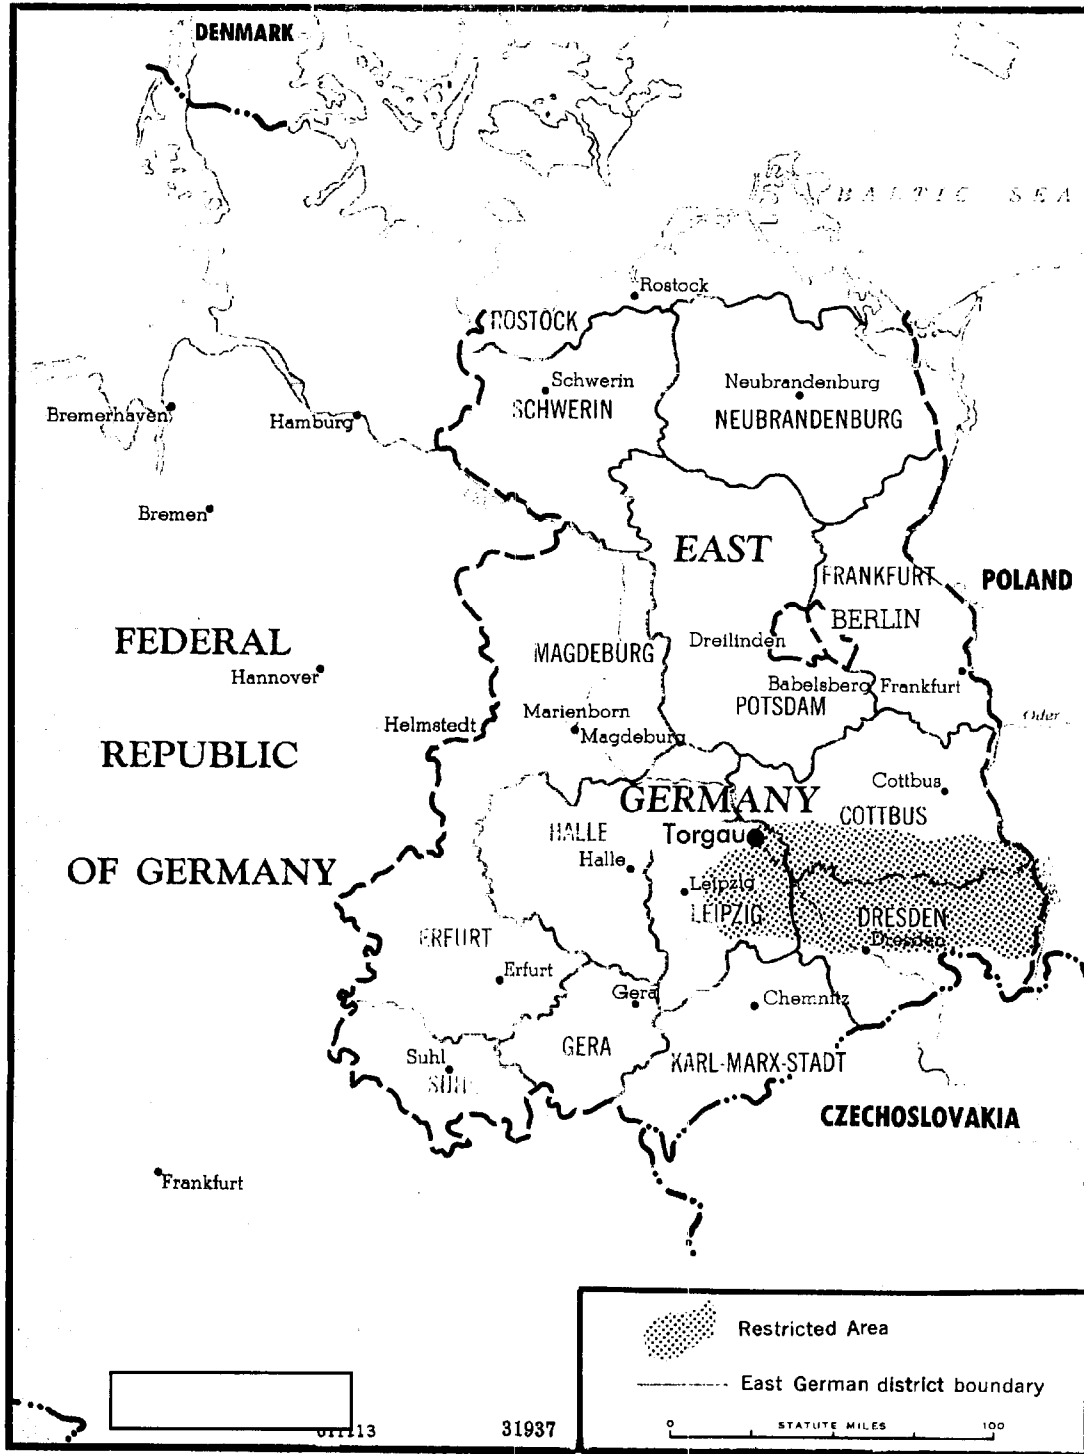 DENMARK
BALTIC SEA
Rostock
ROSTOCK
Schwerin
SCHWERIN
Neubrandenburg
NEUBRANDENBURG
Bremerhaven
Hamburg
Bremen
EAST
FRANKFURT
POLAND
BERLIN
FEDERAL
Dreilinden
MAGDEBURG
Hannover
Babelsberg
Frankfurt
POTSDAM
Marienborn
Helmstedt
Oder
Magdeburg
REPUBLIC
Cottbus
GERMANY
COTTBUS
HALLE
Torgau
Halle
OF GERMANY
Leipzig
LEIPZIG
DRESDEN
ERFURT
Dresden
Erfurt
Gera
Chemnitz
GERA
Suhl
KARL-MARX-STADT
CZECHOSLOVAKIA
Frankfurt
Restricted Area
East German district boundary
0 STATUTE MILES 100
31937